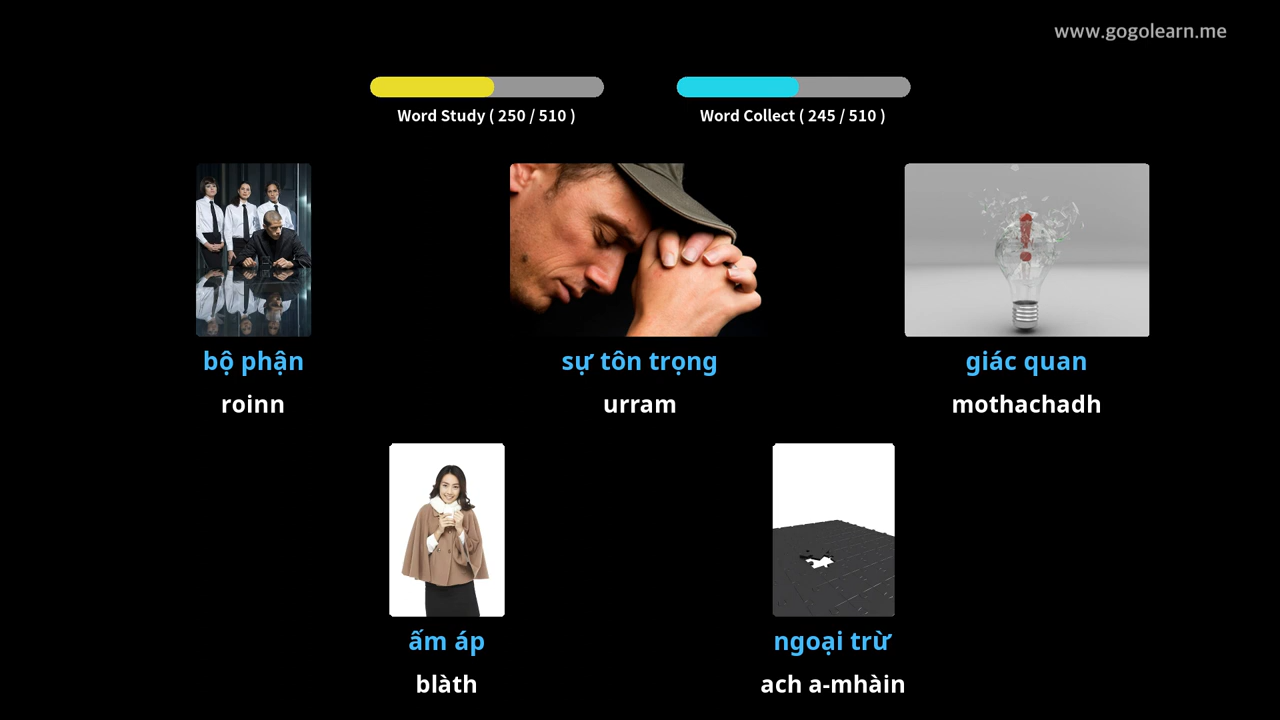 www.gogolearn.me
Word Study ( 250 / 510 )
Word Collect ( 245 / 510 )
bộ phận
roinn
sự tôn trọng
urram
giác quan
mothachadh
ấm áp
blàth
ngoại trừ
ach a-mhàin